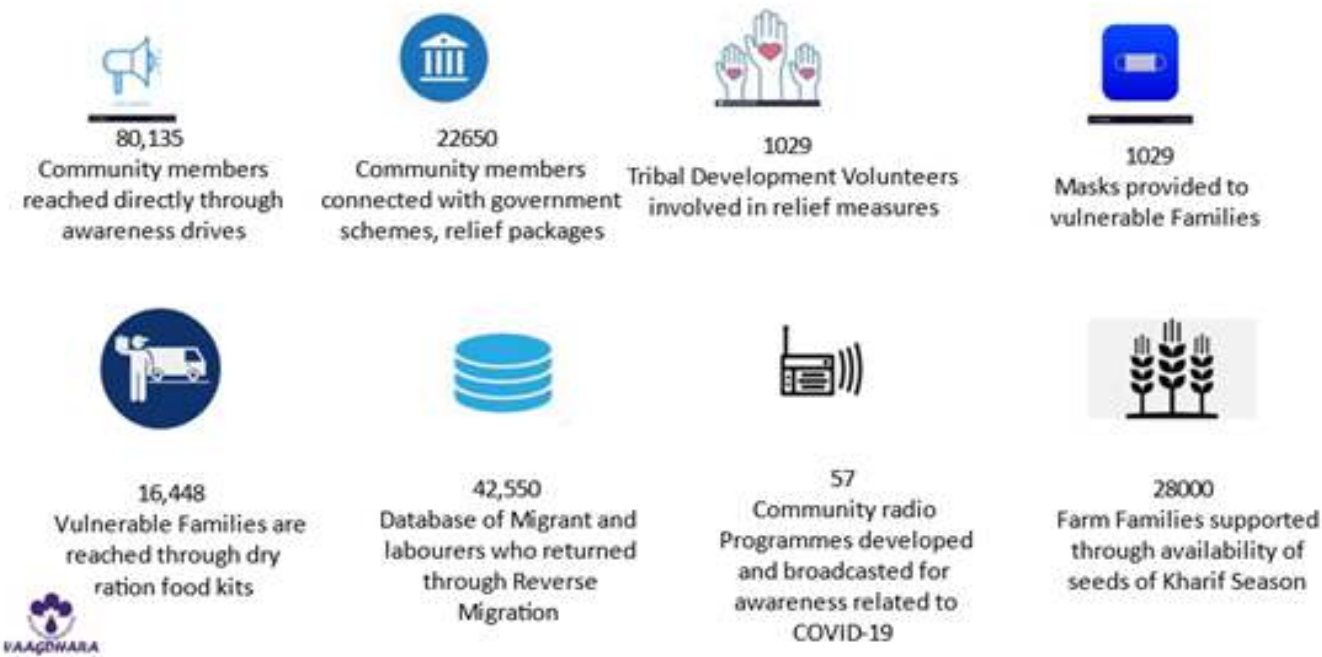 80,135
Community members
reached directly through
awareness drives
22650
Community members
connected with government
schemes, relief packages
1029
Tribal Development Volunteers
involved in relief measures
1029
Masks provided to
vulnerable Families
16,448
Vulnerable Families are
reached through dry
ration food kits
42,550
Database of Migrant and
labourers who returned
through Reverse
Migration
57
Community radio
Programmes developed
and broadcasted for
awareness related to
COVID-19
28000
Farm Families supported
through availability of
seeds of Kharif Season
VAAGDHARA